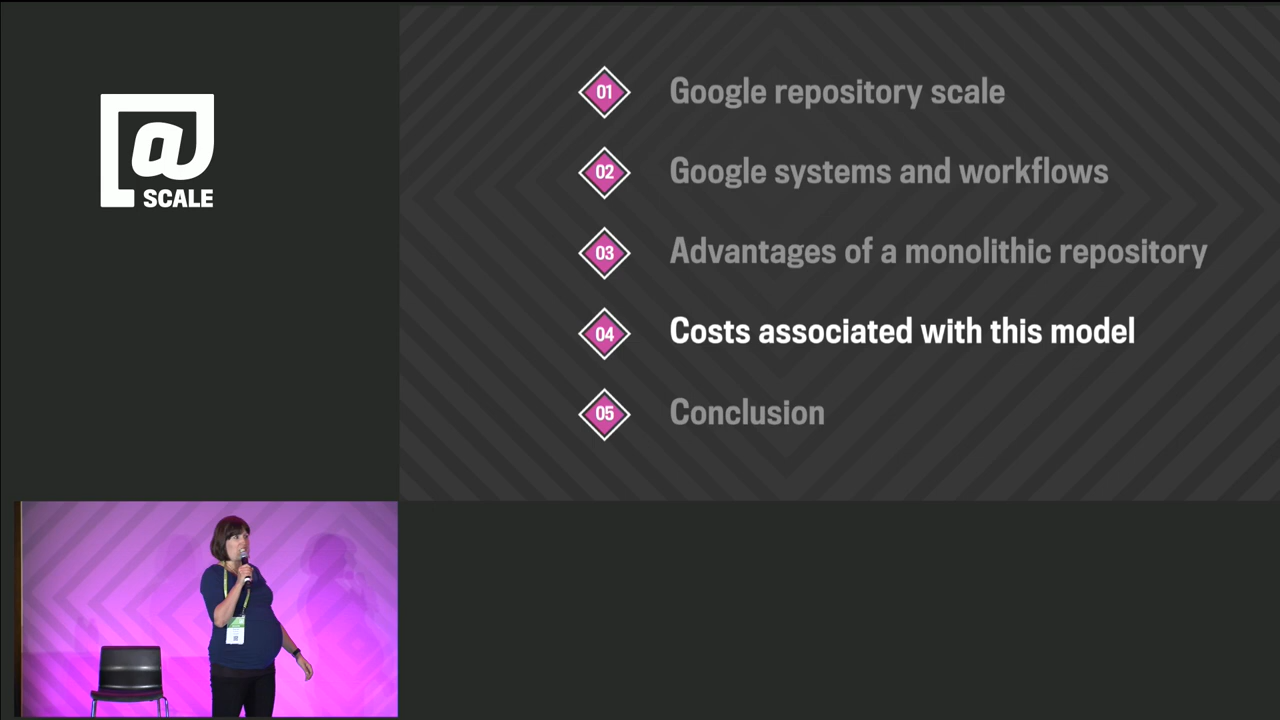 @
SCALE
01 Google repository scale
02 Google systems and workflows
03 Advantages of a monolithic repository
04 Costs associated with this model
05 Conclusion